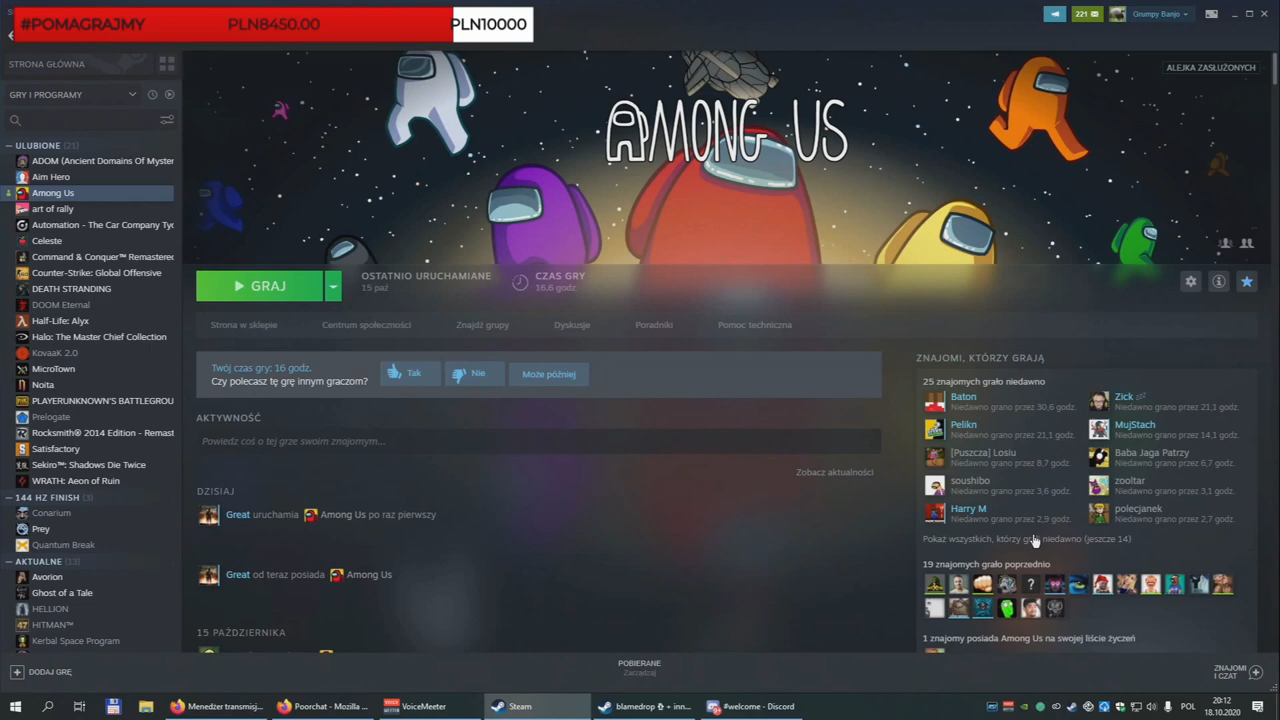 #POMAGRAJMY PLN8450.00 PLN10000
221 Grumpy Banjo
STRONA GŁÓWNA
GRY I PROGRAMY
ULUBIONE (21)
ADOM (Ancient Domains Of Myster
Aim Hero
Among Us
art of rally
Automation - The Car Company Tyc
Celeste
Command & Conquer™ Remastered
Counter-Strike: Global Offensive
DEATH STRANDING
DOOM Eternal
Half-Life: Alyx
Halo: The Master Chief Collection
KovaaK 2.0
MicroTown
Noita
PLAYERUNKNOWN'S BATTLEGROU
Prelogate
Rocksmith® 2014 Edition - Remast
Satisfactory
Sekiro™: Shadows Die Twice
WRATH: Aeon of Ruin
144 HZ FINISH (3)
Conarium
Prey
Quantum Break
AKTUALNE (13)
Avorion
Ghost of a Tale
HELLION
HITMAN™
Kerbal Space Program
DODAJ GRĘ
ALEJKA ZASŁUŻONYCH
AMONG US
GRAJ
OSTATNIO URUCHAMIANE
15 paź
CZAS GRY
16,6 godz.
Strona w sklepie Centrum społeczności Znajdź grupy Dyskusje Poradniki Pomoc techniczna
Twój czas gry: 16 godz.
Czy polecasz tę grę innym graczom?
Tak Nie Może później
AKTYWNOŚĆ
Powiedz coś o tej grze swoim znajomym...
Zobacz aktualności
DZISIAJ
Great uruchamia Among Us po raz pierwszy
Great od teraz posiada Among Us
15 PAŹDZIERNIKA
ZNAJOMI, KTÓRZY GRAJĄ
25 znajomych grało niedawno
Baton
Niedawno grano przez 30,6 godz.
Zick
Niedawno grano przez 21,1 godz.
Pelikn
Niedawno grano przez 21,1 godz.
MujStach
Niedawno grano przez 14,1 godz.
[Puszcza] Losiu
Niedawno grano przez 8,7 godz.
Baba Jaga Patrzy
Niedawno grano przez 6,7 godz.
soushibo
Niedawno grano przez 3,6 godz.
zooltar
Niedawno grano przez 3,1 godz.
Harry M
Niedawno grano przez 2,9 godz.
polecjanek
Niedawno grano przez 2,7 godz.
Pokaż wszystkich, którzy grali niedawno (jeszcze 14)
19 znajomych grało poprzednio
1 znajomy posiada Among Us na swojej liście życzeń
POBIERANE
Zarządzaj
ZNAJOMI
I CZAT
Menedżer transmisj... Poorchat - Mozilla ... VoiceMeeter Steam blamedrop + inn... #welcome - Discord
POL
20:12
18.10.2020